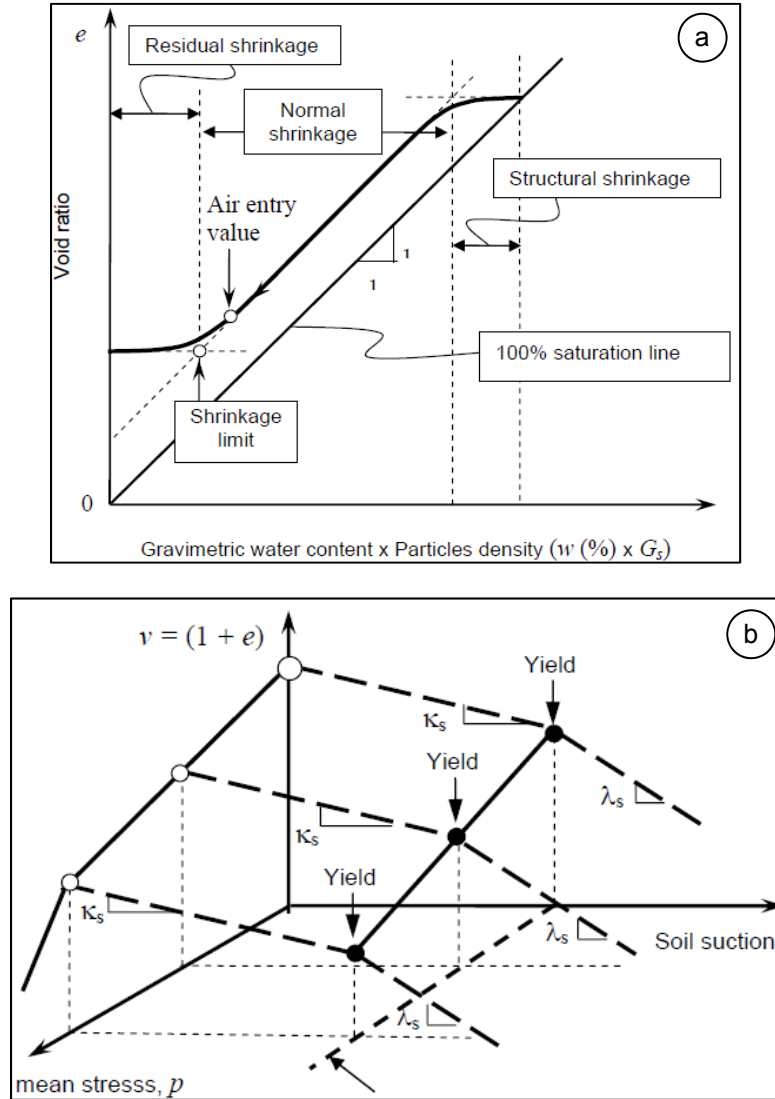 e
a
Residual shrinkage
Normal
shrinkage
Structural shrinkage
Air entry
value
Void ratio
1
1
100% saturation line
Shrinkage
limit
0
Gravimetric water content x Particles density (w (%) x Gs)
b
v = (1 + e)
Yield
κs
Yield
λs
κs
Yield
κs
λs
Soil suction
λs
mean stresss, p